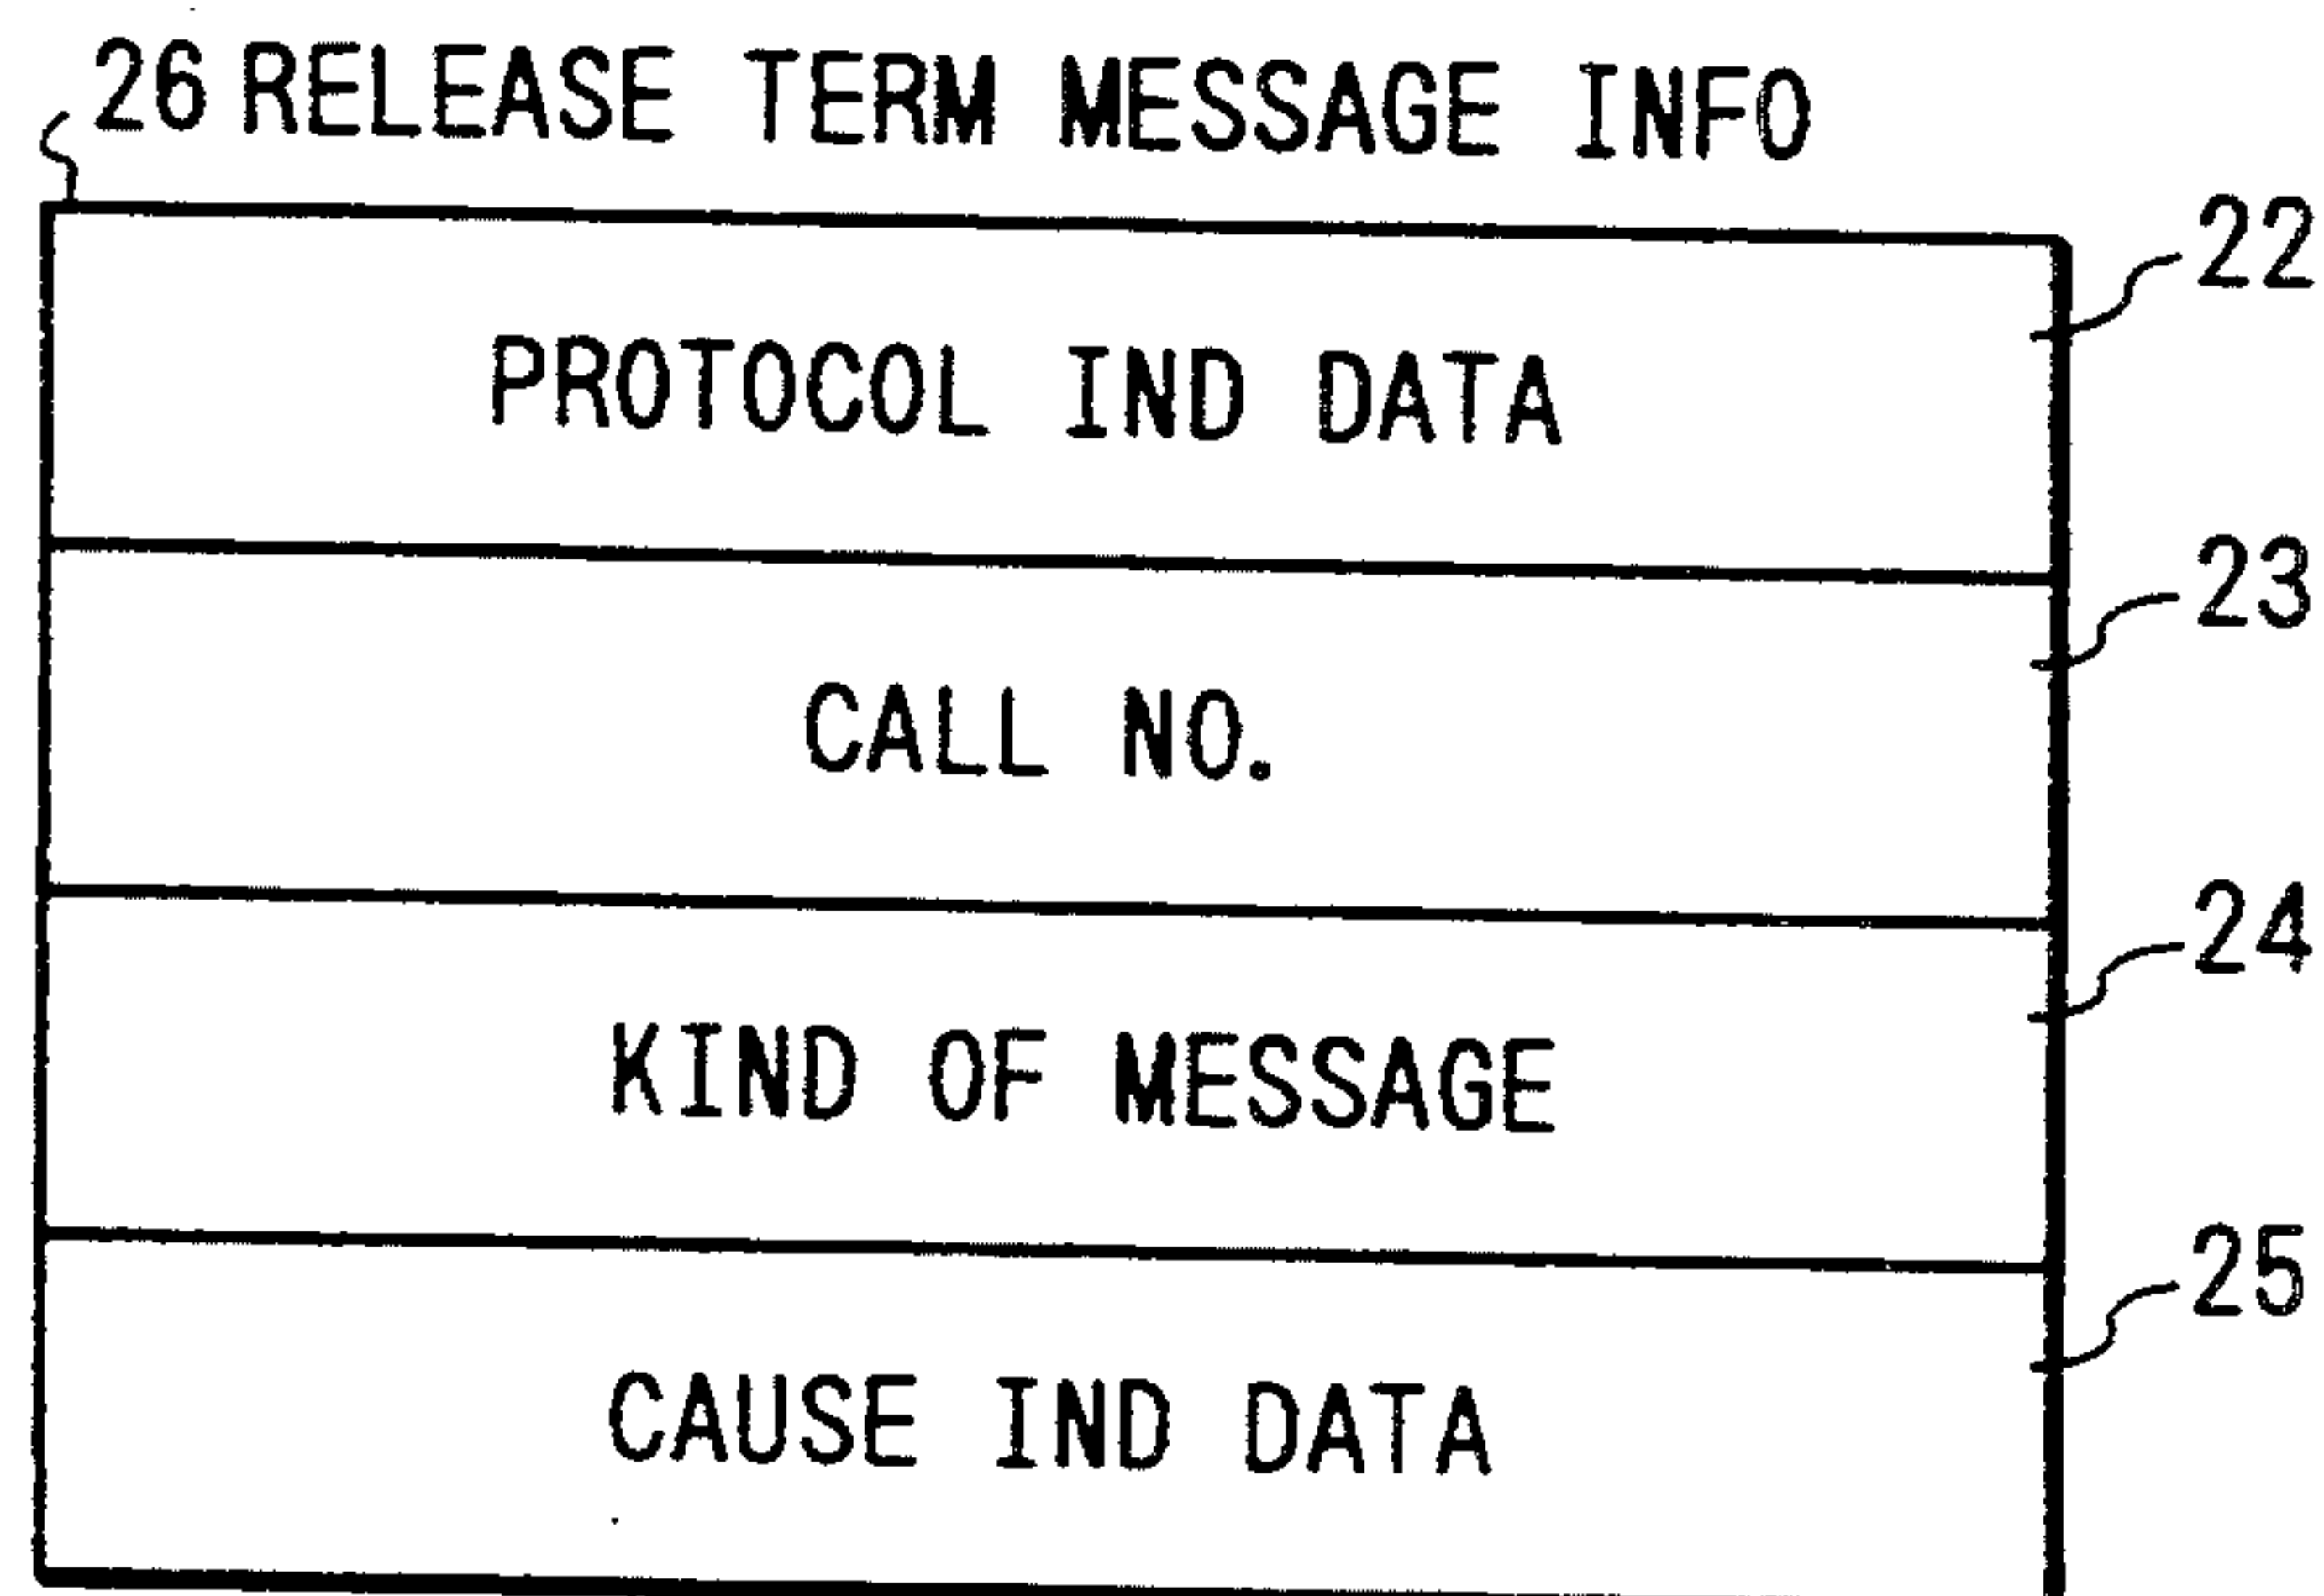 26 RELEASE TERM MESSAGE INFO
22
PROTOCOL IND DATA
23
CALL NO.
24
KIND OF MESSAGE
25
CAUSE IND DATA